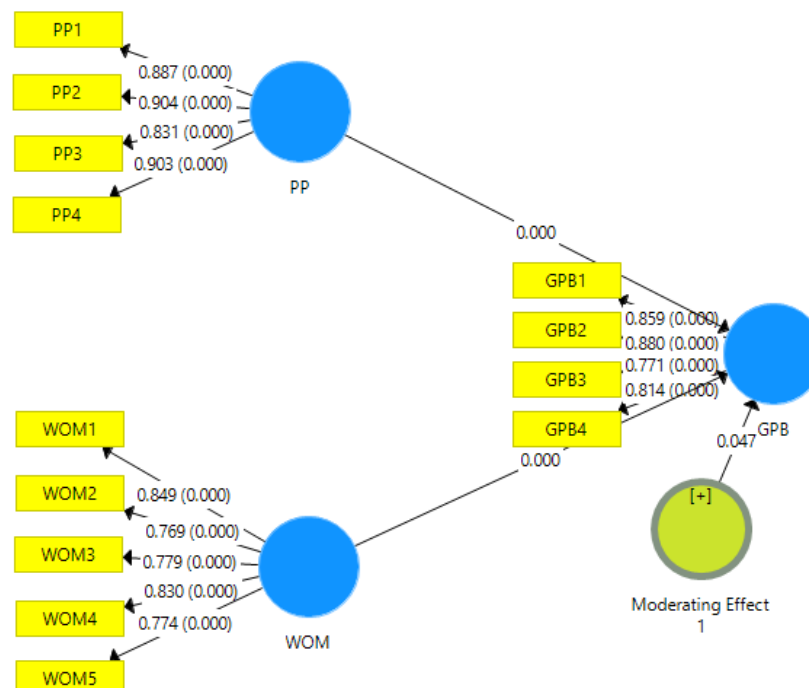 PP1
0.887 (0.000)
PP2
0.904 (0.000)
PP3
0.831 (0.000)
0.903 (0.000)
PP4
PP
0.000
GPB1
0.859 (0.000)
GPB2
0.880 (0.000)
0.771 (0.000)
GPB3
0.814 (0.000)
GPB4
GPB
0.047
0.000
WOM1
0.849 (0.000)
WOM2
0.769 (0.000)
WOM3
0.779 (0.000)
0.830 (0.000)
WOM4
0.774 (0.000)
WOM5
WOM
[+]
Moderating Effect
1